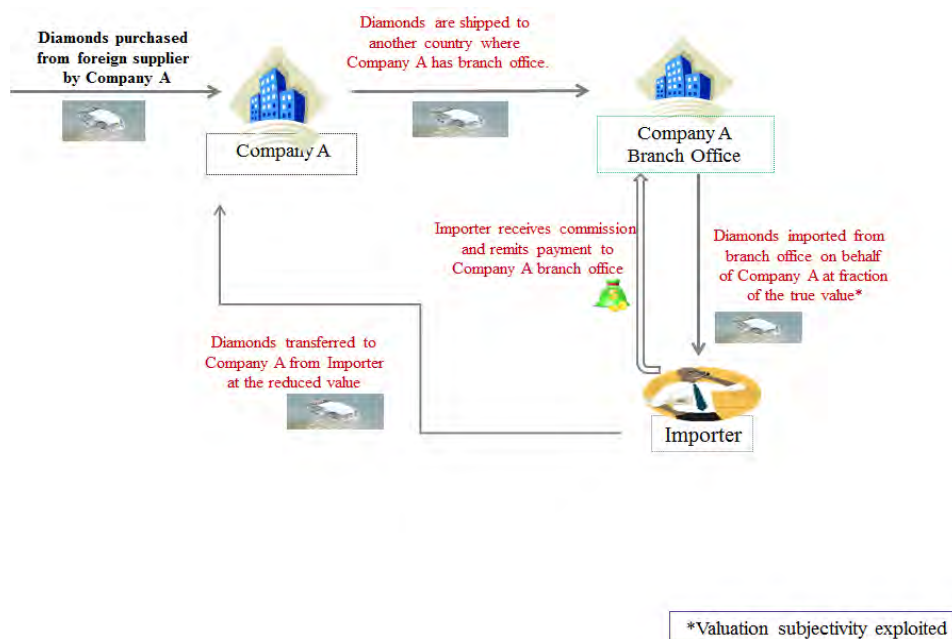 Diamonds purchased
from foreign supplier
by Company A
Diamonds are shipped to
another country where
Company A has branch office.
Company A
Company A
Branch Office
Importer receives commission
and remits payment to
Company A branch office
Diamonds imported from
branch office on behalf
of Company A at fraction
of the true value*
Diamonds transferred to
Company A from Importer
at the reduced value
Importer
*Valuation subjectivity exploited